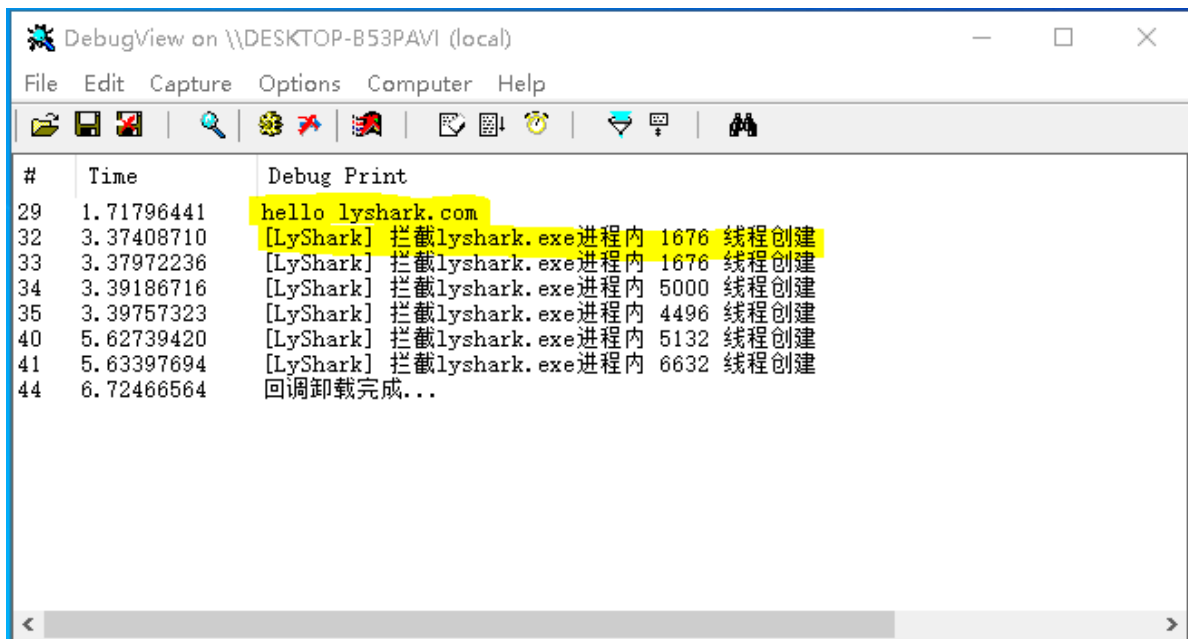 DebugView on \\DESKTOP-B53PAVI (local)
File Edit Capture Options Computer Help
# Time Debug Print
29 1.71796441 hello lyshark.com
32 3.37408710 [LyShark] 拦截lyshark.exe进程内 1676 线程创建
33 3.37972236 [LyShark] 拦截lyshark.exe进程内 1676 线程创建
34 3.39186716 [LyShark] 拦截lyshark.exe进程内 5000 线程创建
35 3.39757323 [LyShark] 拦截lyshark.exe进程内 4496 线程创建
40 5.62739420 [LyShark] 拦截lyshark.exe进程内 5132 线程创建
41 5.63397694 [LyShark] 拦截lyshark.exe进程内 6632 线程创建
44 6.72466564 回调卸载完成...